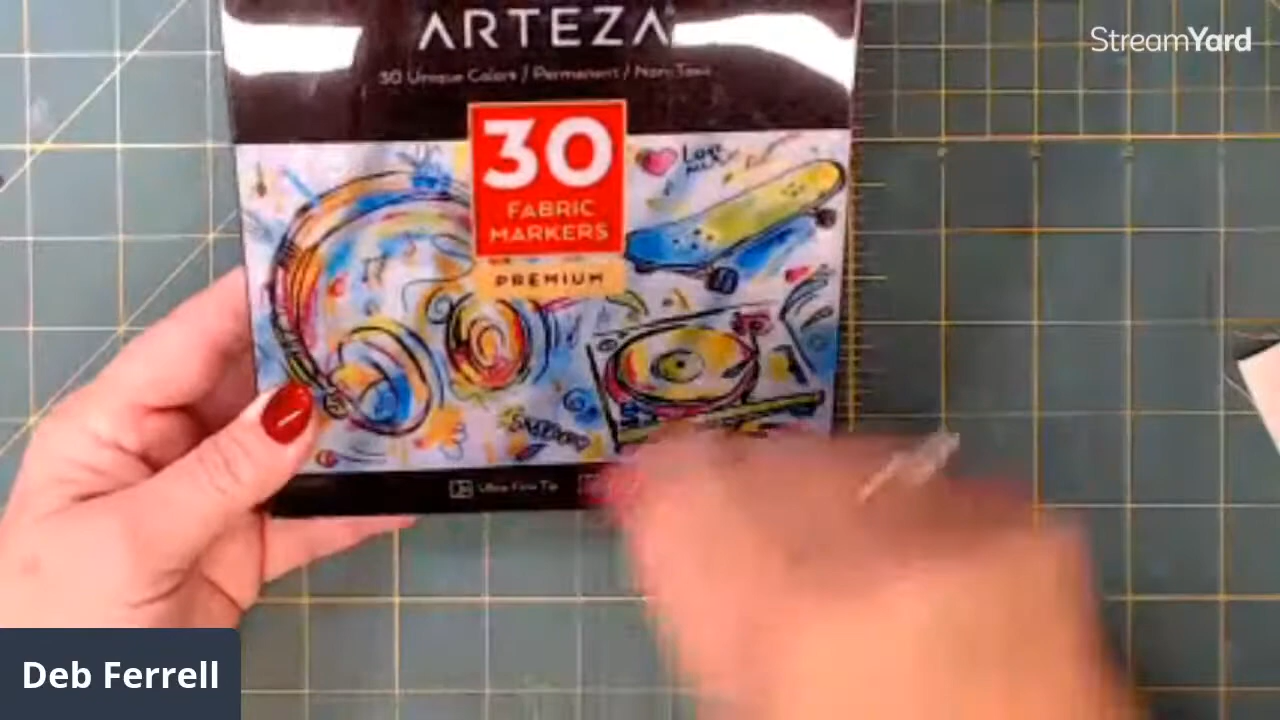 ARTEZA
StreamYard
30 Unique Colors / Permanent / Non-Toxic
30
FABRIC
MARKERS
PREMIUM
Love
Ultra Fine Tip
Deb Ferrell